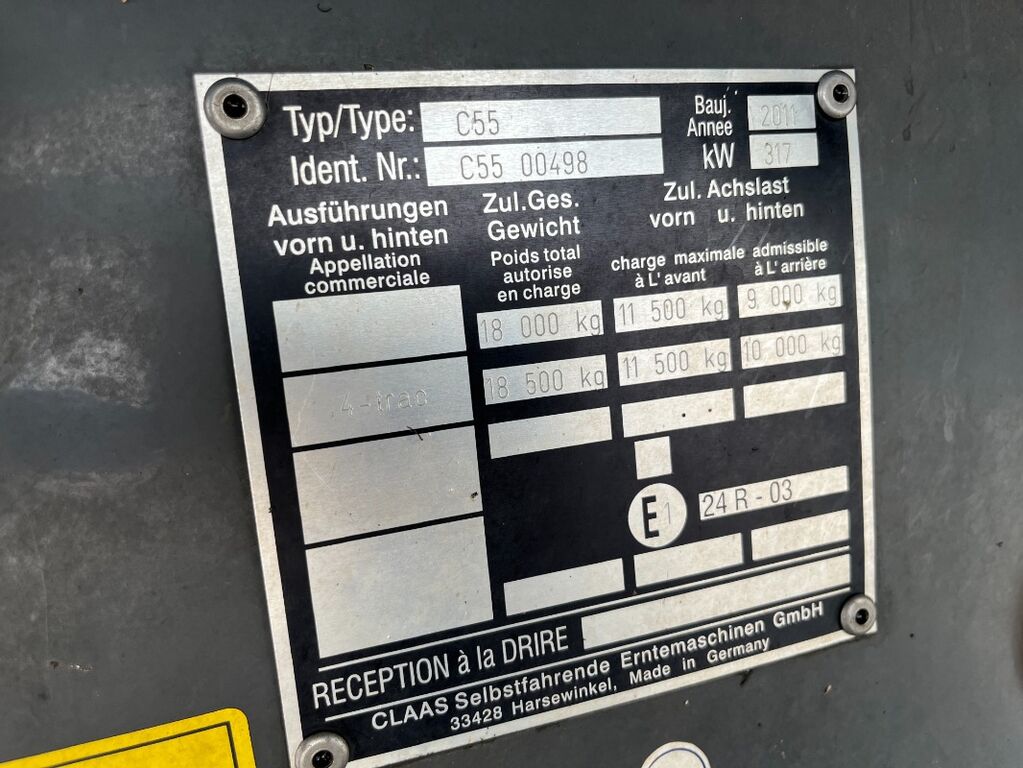 Typ/Type: C55 Bauj. Annee 2011
Ident. Nr.: C55 00498 kW 317
Ausführungen vorn u. hinten
Appellation commerciale
Zul.Ges. Gewicht
Poids total autorise en charge
Zul. Achslast vorn u. hinten
charge maximale admissible
à L'avant à L'arrière
18 000 kg 11 500 kg 9 000 kg
4-trac 18 500 kg 11 500 kg 10 000 kg
E1 24 R - 03
RECEPTION à la DRIRE
CLAAS Selbstfahrende Erntemaschinen GmbH
33428 Harsewinkel, Made in Germany